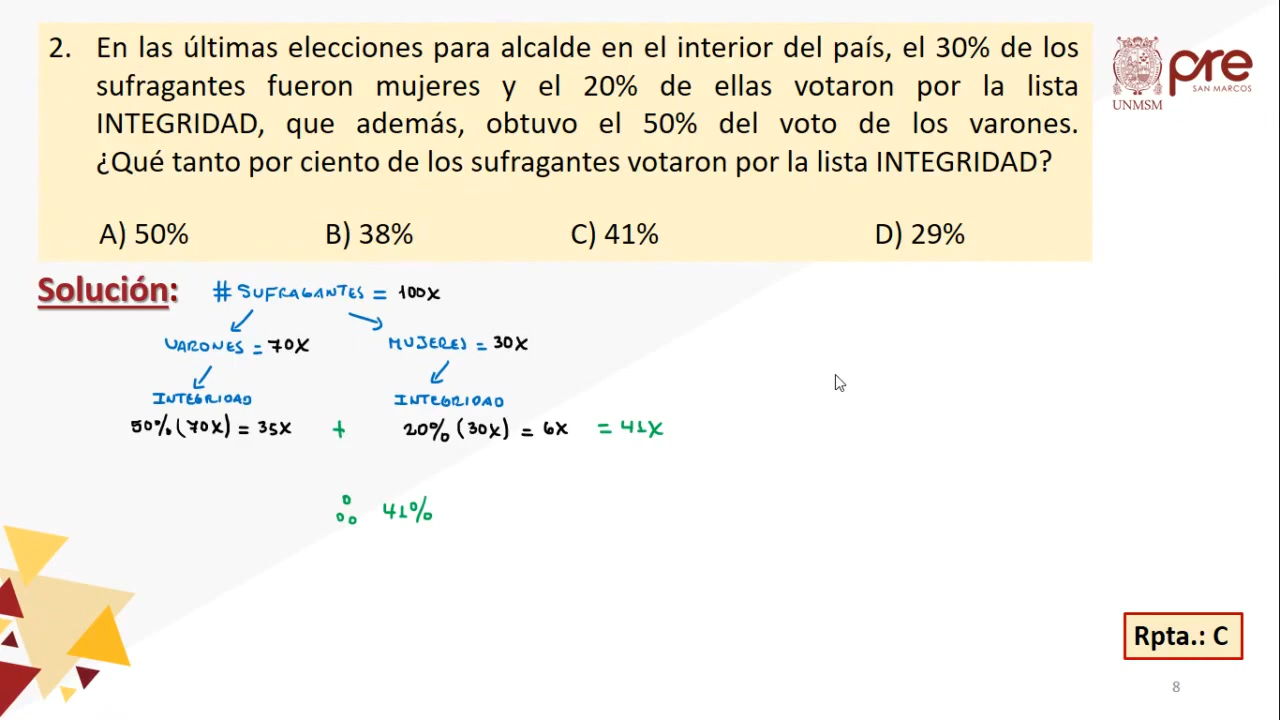 2. En las últimas elecciones para alcalde en el interior del país, el 30% de los
sufragantes fueron mujeres y el 20% de ellas votaron por la lista
INTEGRIDAD, que además, obtuvo el 50% del voto de los varones.
¿Qué tanto por ciento de los sufragantes votaron por la lista INTEGRIDAD?
A) 50% B) 38% C) 41% D) 29%
UNMSM
pre
SAN MARCOS
Solución: # SUFRAGANTES = 100X
VARONES = 70X MUJERES = 30X
INTEGRIDAD INTEGRIDAD
50% (70X) = 35X + 20% (30X) = 6X = 41X
∴ 41%
Rpta.: C
8